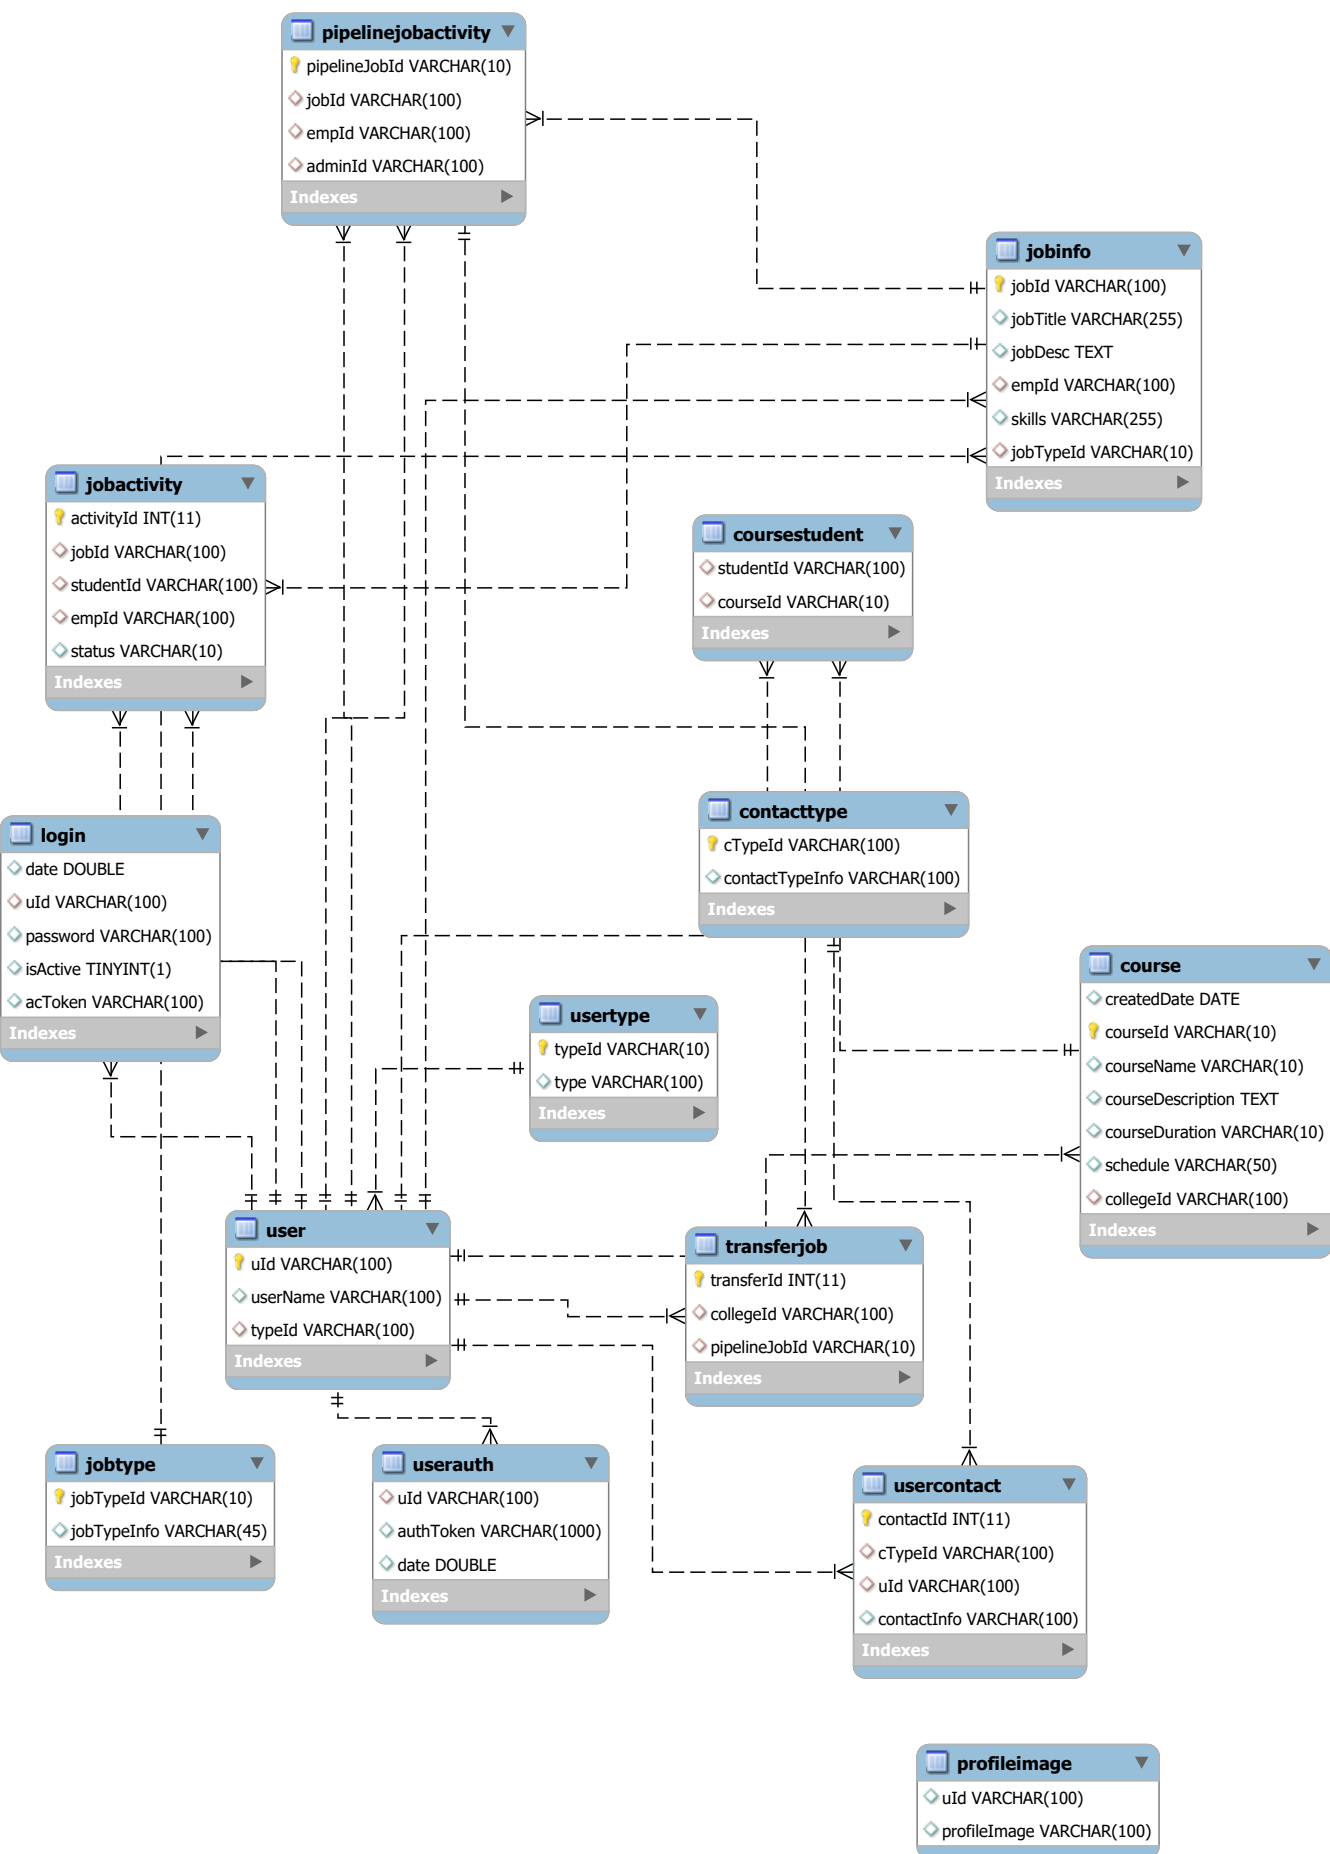 pipelinejobactivity
pipelineJobId VARCHAR(10)
jobId VARCHAR(100)
empId VARCHAR(100)
adminId VARCHAR(100)
Indexes
jobinfo
jobId VARCHAR(100)
jobTitle VARCHAR(255)
jobDesc TEXT
empId VARCHAR(100)
skills VARCHAR(255)
jobTypeId VARCHAR(10)
Indexes
jobactivity
activityId INT(11)
jobId VARCHAR(100)
studentId VARCHAR(100)
empId VARCHAR(100)
status VARCHAR(10)
Indexes
coursestudent
studentId VARCHAR(100)
courseId VARCHAR(10)
Indexes
contacttype
cTypeId VARCHAR(100)
contactTypeInfo VARCHAR(100)
Indexes
login
date DOUBLE
uId VARCHAR(100)
password VARCHAR(100)
isActive TINYINT(1)
acToken VARCHAR(100)
Indexes
course
createdDate DATE
courseId VARCHAR(10)
courseName VARCHAR(10)
courseDescription TEXT
courseDuration VARCHAR(10)
schedule VARCHAR(50)
collegeId VARCHAR(100)
Indexes
usertype
typeId VARCHAR(10)
type VARCHAR(100)
Indexes
user
uId VARCHAR(100)
userName VARCHAR(100)
typeId VARCHAR(100)
Indexes
transferjob
transferId INT(11)
collegeId VARCHAR(100)
pipelineJobId VARCHAR(10)
Indexes
jobtype
jobTypeId VARCHAR(10)
jobTypeInfo VARCHAR(45)
Indexes
userauth
uId VARCHAR(100)
authToken VARCHAR(1000)
date DOUBLE
Indexes
usercontact
contactId INT(11)
cTypeId VARCHAR(100)
uId VARCHAR(100)
contactInfo VARCHAR(100)
Indexes
profileimage
uId VARCHAR(100)
profileImage VARCHAR(100)